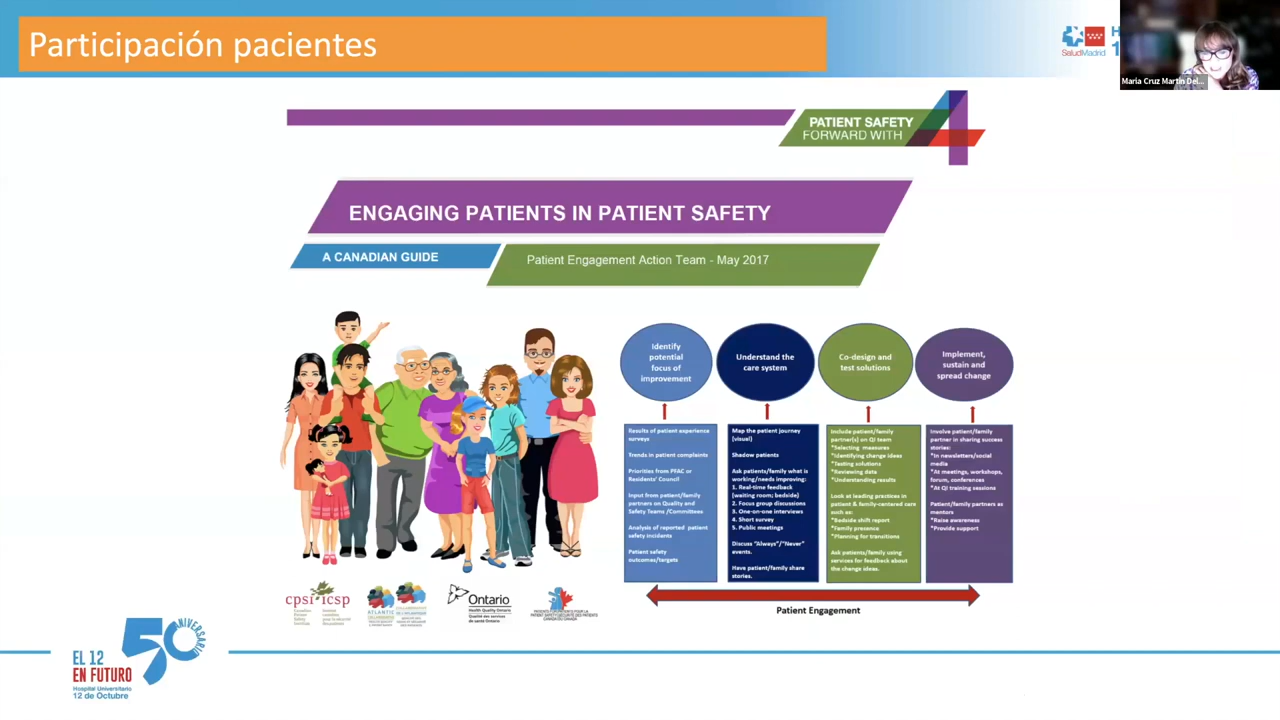 Participación pacientes
SaludMadrid
H
1
Maria Cruz Martin Del...
PATIENT SAFETY
FORWARD WITH
4
ENGAGING PATIENTS IN PATIENT SAFETY
A CANADIAN GUIDE
Patient Engagement Action Team - May 2017
Identify
potential
focus of
improvement
Results of patient experience
surveys
Trends in patient complaints
Priorities from PFAC or
Residents' Council
Input from patient/family
partners on Quality and
Safety Teams /Committees
Analysis of reported patient
safety incidents
Patient safety
outcomes/targets
Understand the
care system
Map the patient journey
(visual)
Shadow patients
Ask patients/family what is
working/needs improving:
1. Real-time feedback
(waiting room; bedside)
2. Focus group discussions
3. One-on-one interviews
4. Short survey
5. Public meetings
Discuss "Always"/"Never"
events.
Have patient/family share
stories.
Co-design and
test solutions
Include patient/family
partner(s) on QI team
*Selecting measures
*Identifying change ideas
*Testing solutions
*Reviewing data
*Understanding results
Look at leading practices in
patient & family-centered care
such as:
*Bedside shift report
*Family presence
*Planning for transitions
Ask patients/family using
services for feedback about
the change ideas.
Implement,
sustain and
spread change
Involve patient/family
partner in sharing success
stories:
*In newsletters/social
media
*At meetings, workshops,
forum, conferences
*At QI training sessions
Patient/family partners as
mentors
*Raise awareness
*Provide support
Patient Engagement
cpsi icsp
Ontario
Health Quality Ontario
EL 12
EN FUTURO
50
ANIVERSARIO
Hospital Universitario
12 de Octubre